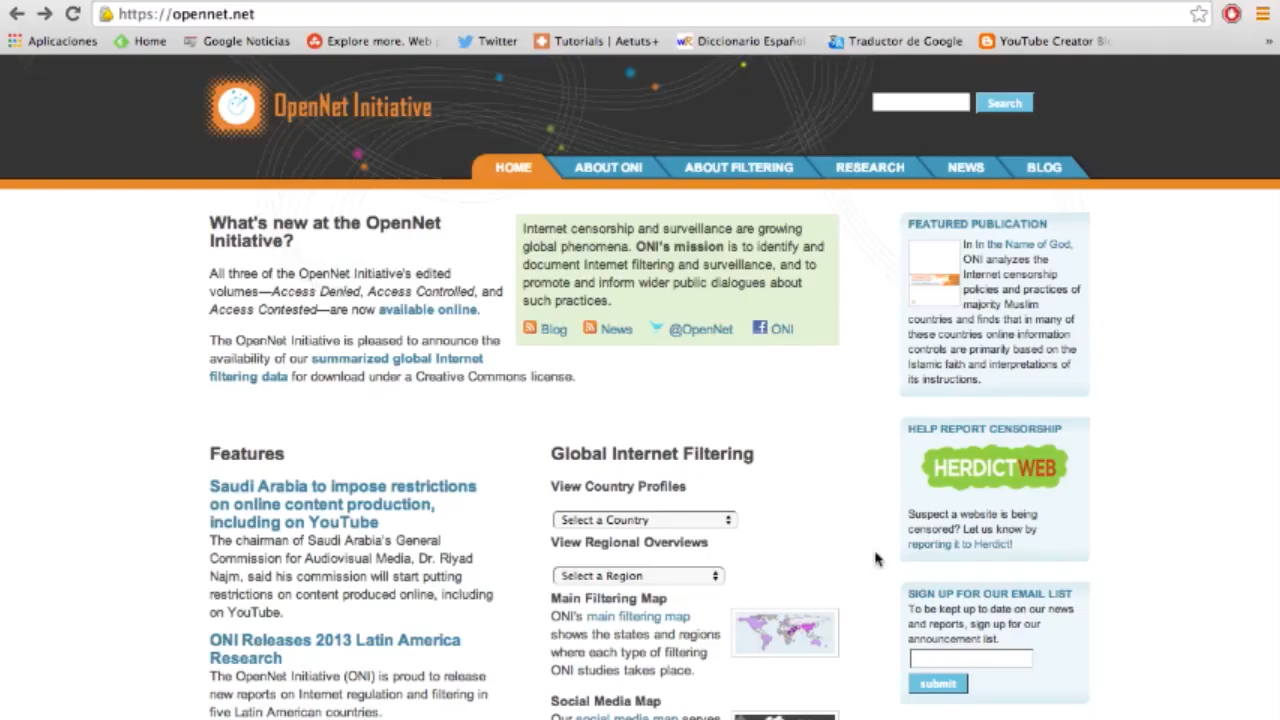 https://opennet.net
Aplicaciones
Home
Google Noticias
Explore more. Web
Twitter
Tutorials | Aetuts+
Diccionario Español
Traductor de Google
YouTube Creator Blo
»
OpenNet Initiative
Search
HOME
ABOUT ONI
ABOUT FILTERING
RESEARCH
NEWS
BLOG
What's new at the OpenNet
Initiative?
All three of the OpenNet Initiative's edited
volumes—Access Denied, Access Controlled, and
Access Contested—are now available online.
The OpenNet Initiative is pleased to announce the
availability of our summarized global Internet
filtering data for download under a Creative Commons license.
Internet censorship and surveillance are growing
global phenomena. ONI's mission is to identify and
document Internet filtering and surveillance, and to
promote and inform wider public dialogues about
such practices.
Blog News @OpenNet ONI
Features
Saudi Arabia to impose restrictions
on online content production,
including on YouTube
The chairman of Saudi Arabia's General
Commission for Audiovisual Media, Dr. Riyad
Najm, said his commission will start putting
restrictions on content produced online, including
on YouTube.
ONI Releases 2013 Latin America
Research
The OpenNet Initiative (ONI) is proud to release
new reports on Internet regulation and filtering in
five Latin American countries.
Global Internet Filtering
View Country Profiles
Select a Country
View Regional Overviews
Select a Region
Main Filtering Map
ONI's main filtering map
shows the states and regions
where each type of filtering
ONI studies takes place.
Social Media Map
Our social media map serves
FEATURED PUBLICATION
In In the Name of God,
ONI analyzes the
Internet censorship
policies and practices of
majority Muslim
countries and finds that in many of
these countries online information
controls are primarily based on the
Islamic faith and interpretations of
its instructions.
HELP REPORT CENSORSHIP
HERDICTWEB
Suspect a website is being
censored? Let us know by
reporting it to Herdict!
SIGN UP FOR OUR EMAIL LIST
To be kept up to date on our news
and reports, sign up for our
announcement list.
submit